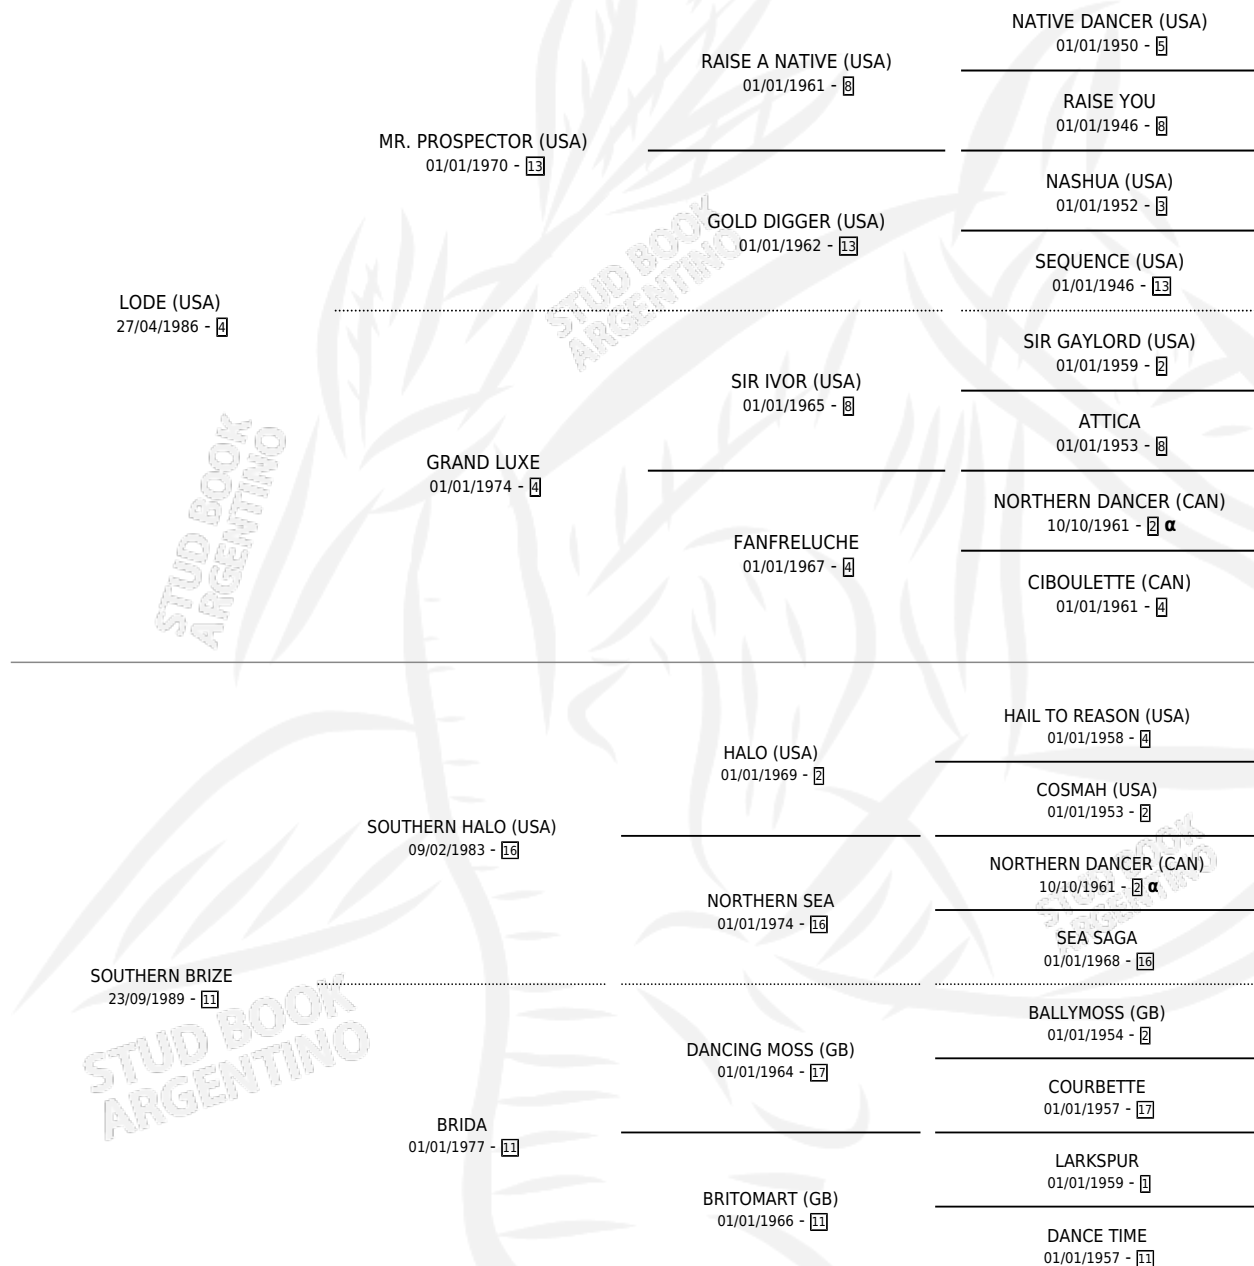 NATIVE DANCER (USA)
01/01/1950 - 5
RAISE A NATIVE (USA)
01/01/1961 - 8
RAISE YOU
01/01/1946 - 8
MR. PROSPECTOR (USA)
01/01/1970 - 13
NASHUA (USA)
01/01/1952 - 3
GOLD DIGGER (USA)
01/01/1962 - 13
SEQUENCE (USA)
01/01/1946 - 13
LODE (USA)
27/04/1986 - 4
SIR GAYLORD (USA)
01/01/1959 - 2
SIR IVOR (USA)
01/01/1965 - 8
ATTICA
01/01/1953 - 8
GRAND LUXE
01/01/1974 - 4
NORTHERN DANCER (CAN)
10/10/1961 - 2 α
FANFRELUCHE
01/01/1967 - 4
CIBOULETTE (CAN)
01/01/1961 - 4
HAIL TO REASON (USA)
01/01/1958 - 4
HALO (USA)
01/01/1969 - 2
COSMAH (USA)
01/01/1953 - 2
SOUTHERN HALO (USA)
09/02/1983 - 16
NORTHERN DANCER (CAN)
10/10/1961 - 2 α
NORTHERN SEA
01/01/1974 - 16
SEA SAGA
01/01/1968 - 16
SOUTHERN BRIZE
23/09/1989 - 11
BALLYMOSS (GB)
01/01/1954 - 2
DANCING MOSS (GB)
01/01/1964 - 17
COURBETTE
01/01/1957 - 17
BRIDA
01/01/1977 - 11
LARKSPUR
01/01/1959 - 1
BRITOMART (GB)
01/01/1966 - 11
DANCE TIME
01/01/1957 - 11
STUD BOOK
ARGENTINO
STUD BOOK
ARGENTINO
STUD BOOK
ARGENTINO
STUD BOOK
ARGENTINO